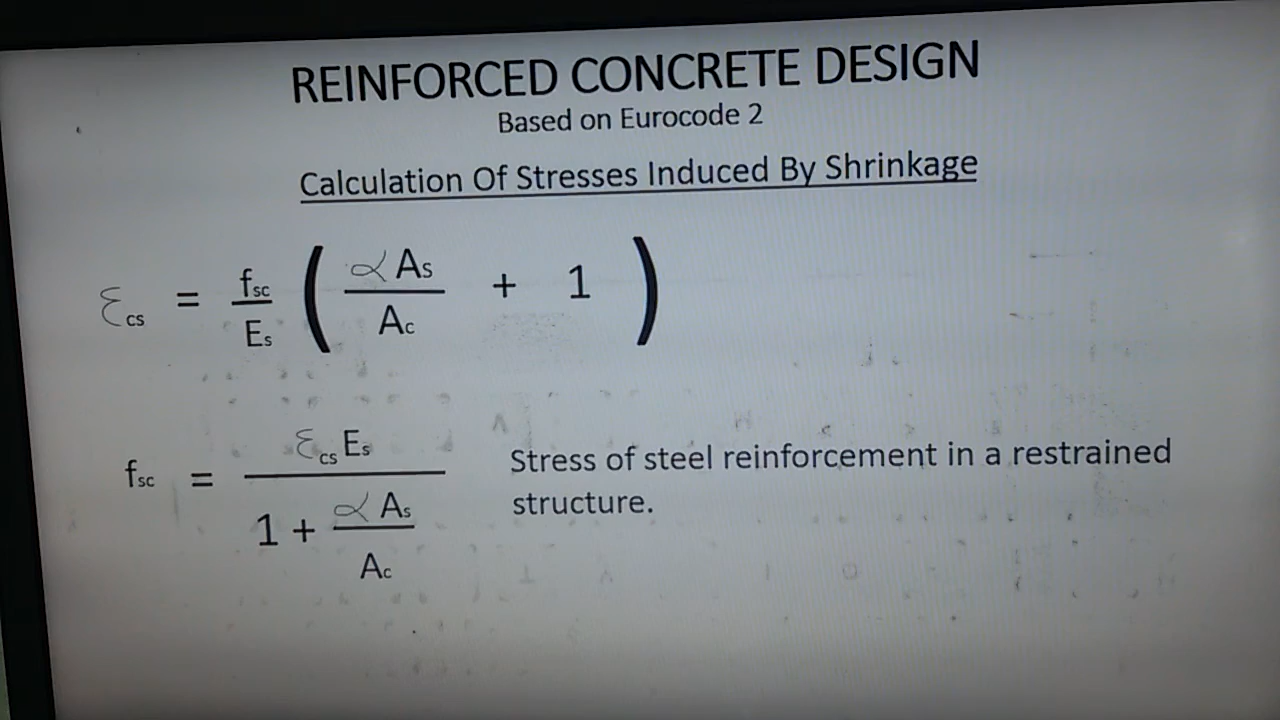 REINFORCED CONCRETE DESIGN
Based on Eurocode 2
Calculation Of Stresses Induced By Shrinkage
εcs = fsc / Es ( αAs / Ac + 1 )
fsc = εcs Es / (1 + αAs / Ac)
Stress of steel reinforcement in a restrained
structure.